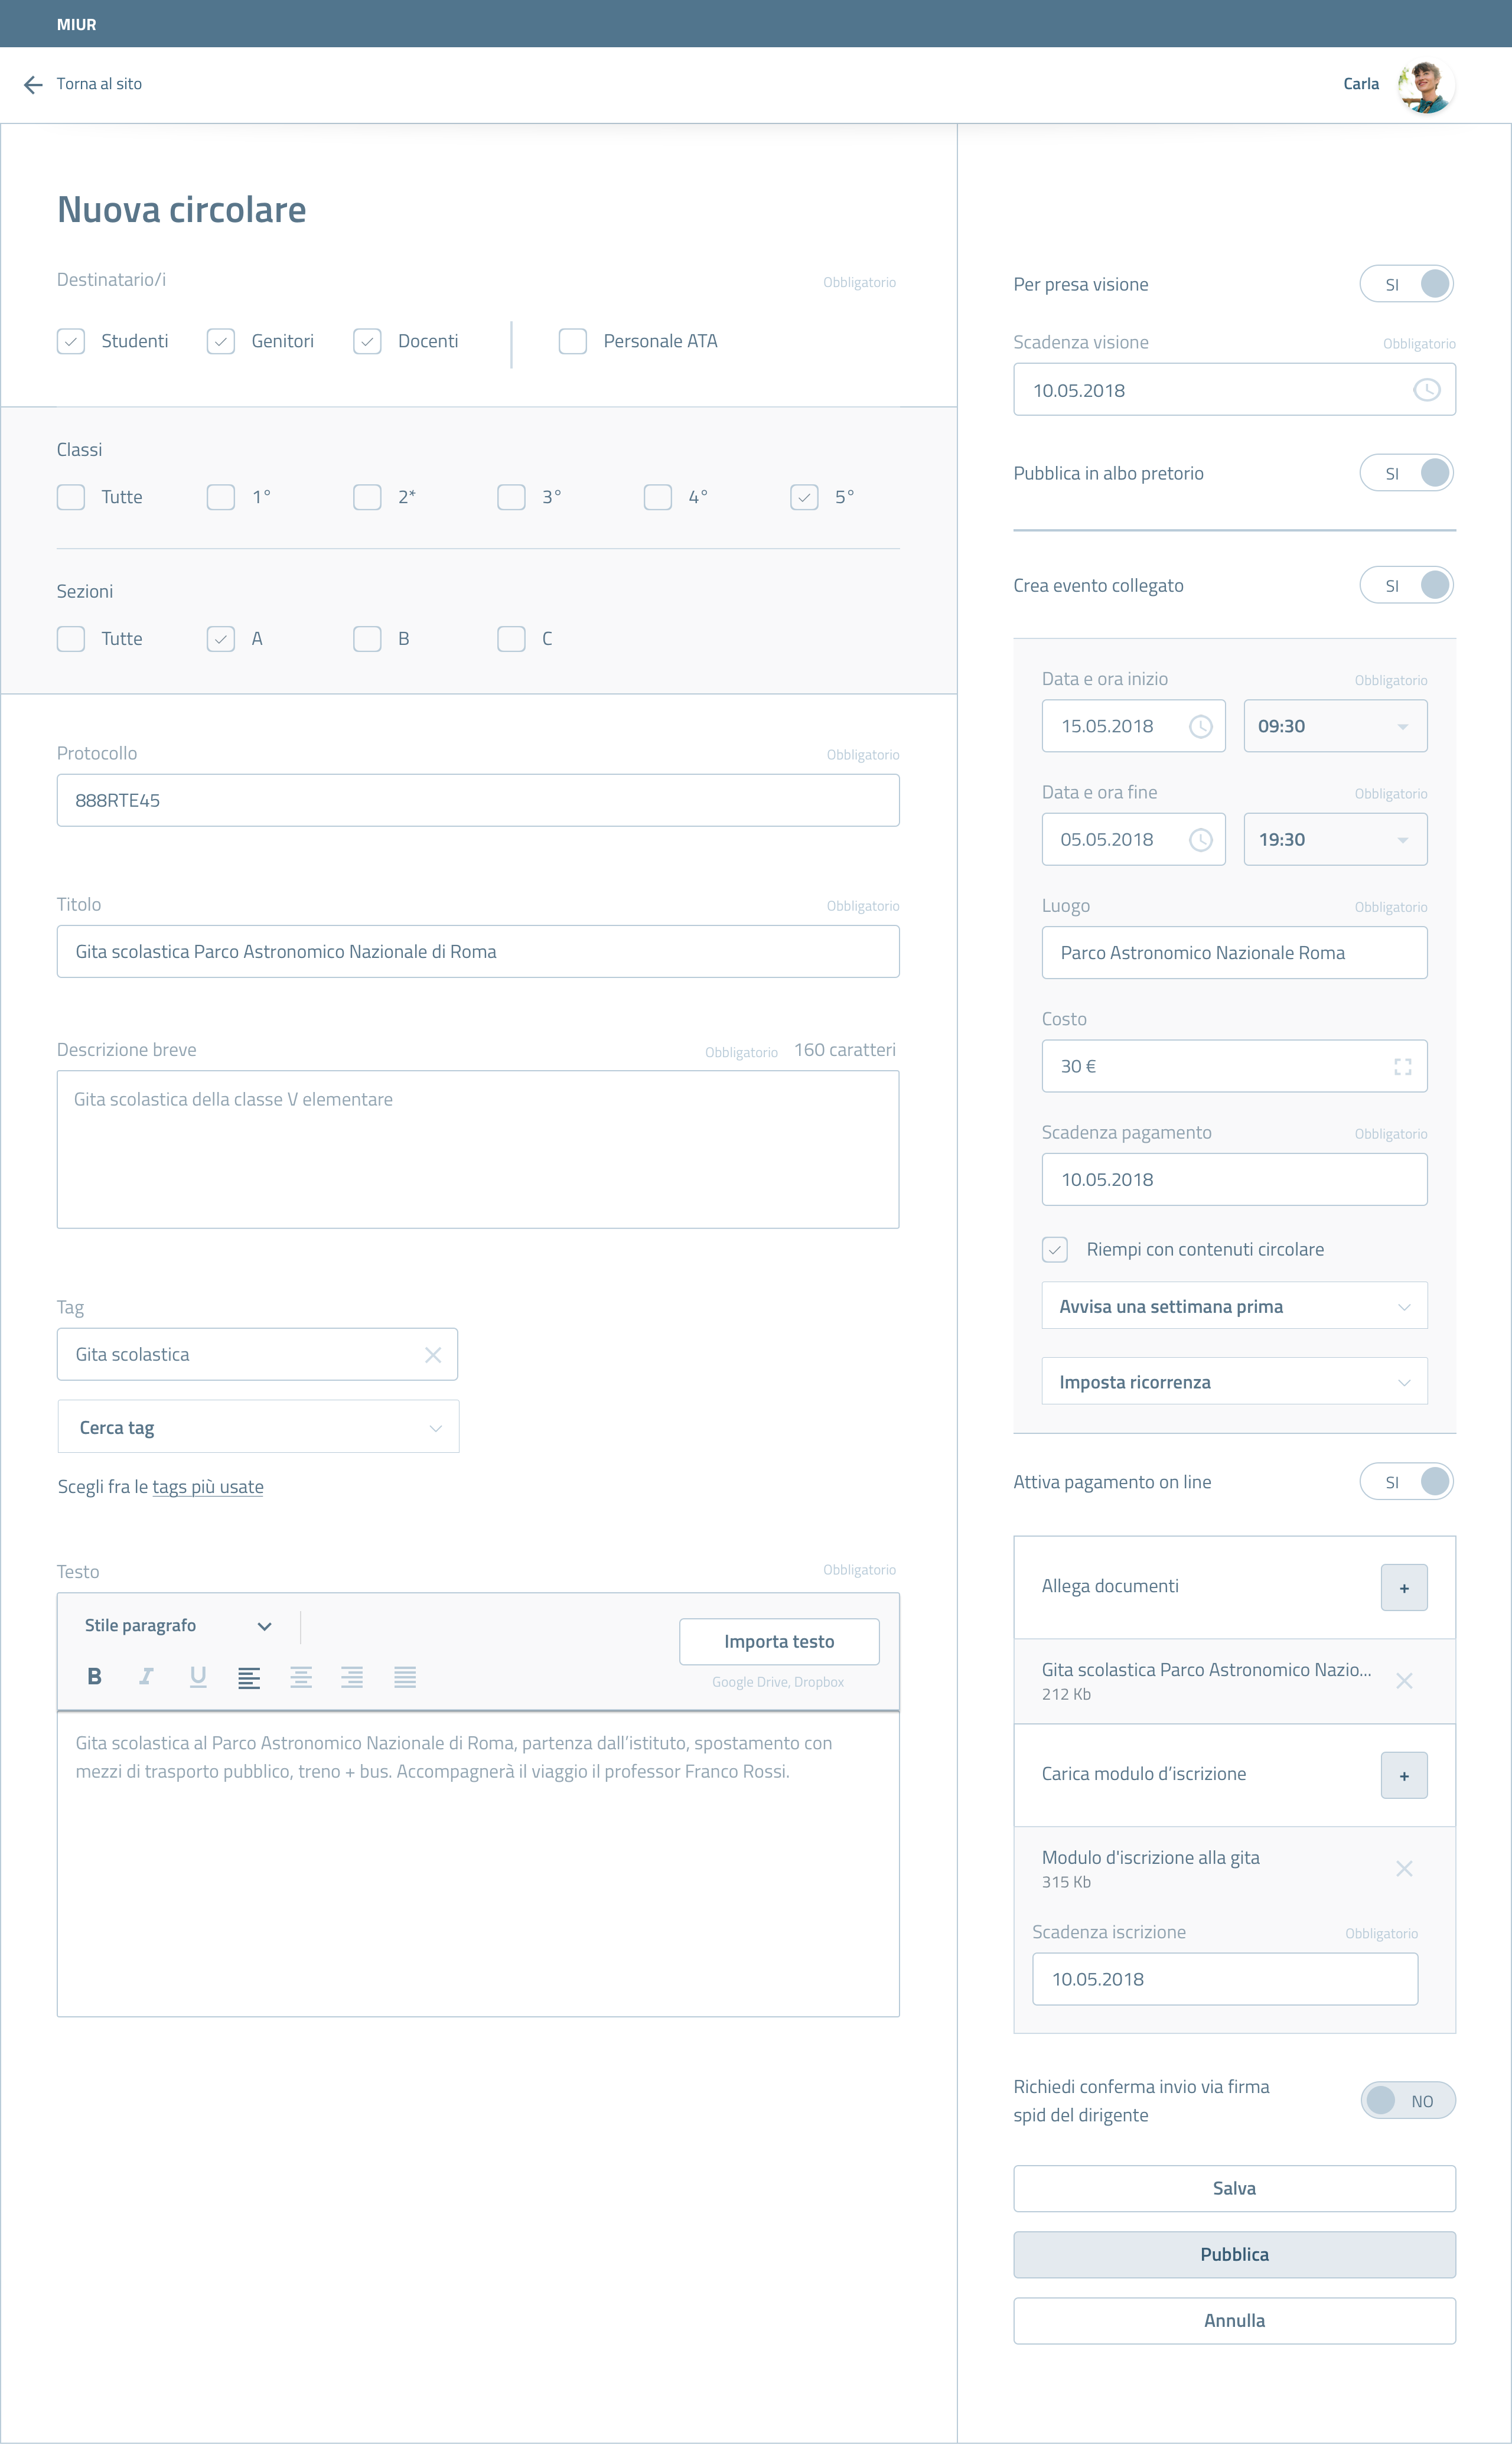 MIUR
Torna al sito
Carla
Nuova circolare
Destinatario/i Obbligatorio
Studenti Genitori Docenti Personale ATA
Classi
Tutte 1° 2* 3° 4° 5°
Sezioni
Tutte A B C
Protocollo Obbligatorio
888RTE45
Titolo Obbligatorio
Gita scolastica Parco Astronomico Nazionale di Roma
Descrizione breve Obbligatorio 160 caratteri
Gita scolastica della classe V elementare
Tag
Gita scolastica
Cerca tag
Scegli fra le tags più usate
Testo Obbligatorio
Stile paragrafo
Importa testo
B I U
Google Drive, Dropbox
Gita scolastica al Parco Astronomico Nazionale di Roma, partenza dall’istituto, spostamento con
mezzi di trasporto pubblico, treno + bus. Accompagnerà il viaggio il professor Franco Rossi.
Per presa visione SI
Scadenza visione Obbligatorio
10.05.2018
Pubblica in albo pretorio SI
Crea evento collegato SI
Data e ora inizio Obbligatorio
15.05.2018 09:30
Data e ora fine Obbligatorio
05.05.2018 19:30
Luogo Obbligatorio
Parco Astronomico Nazionale Roma
Costo
30 €
Scadenza pagamento Obbligatorio
10.05.2018
Riempi con contenuti circolare
Avvisa una settimana prima
Imposta ricorrenza
Attiva pagamento on line SI
Allega documenti +
Gita scolastica Parco Astronomico Nazio...
212 Kb
Carica modulo d’iscrizione +
Modulo d'iscrizione alla gita
315 Kb
Scadenza iscrizione Obbligatorio
10.05.2018
Richiedi conferma invio via firma
spid del dirigente
NO
Salva
Pubblica
Annulla